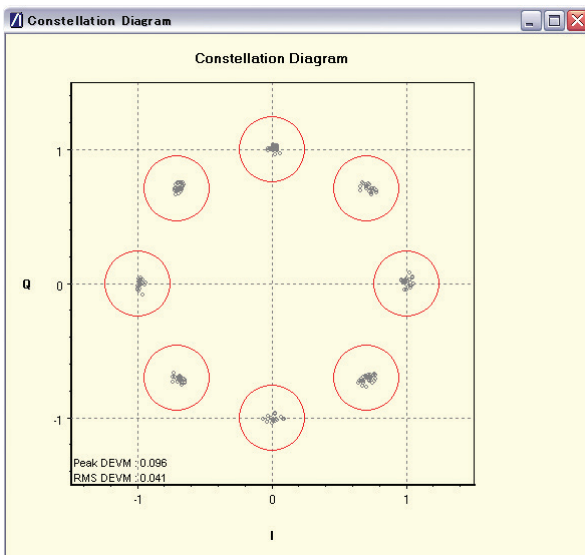 Constellation Diagram
Constellation Diagram
1
Q
0
-1
Peak DEVM : 0.096
RMS DEVM : 0.041
-1 0 1
I